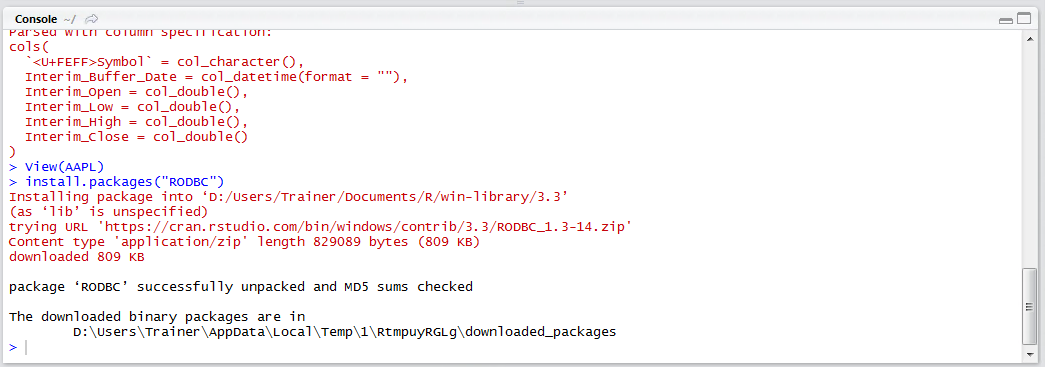 Console ~/
Parsed with column specification:
cols(
  `<U+FEFF>Symbol` = col_character(),
  Interim_Buffer_Date = col_datetime(format = ""),
  Interim_Open = col_double(),
  Interim_Low = col_double(),
  Interim_High = col_double(),
  Interim_Close = col_double()
)
> View(AAPL)
> install.packages("RODBC")
Installing package into ‘D:/Users/Trainer/Documents/R/win-library/3.3’
(as ‘lib’ is unspecified)
trying URL 'https://cran.rstudio.com/bin/windows/contrib/3.3/RODBC_1.3-14.zip'
Content type 'application/zip' length 829089 bytes (809 KB)
downloaded 809 KB

package ‘RODBC’ successfully unpacked and MD5 sums checked

The downloaded binary packages are in
        D:\Users\Trainer\AppData\Local\Temp\1\RtmpuyRGLg\downloaded_packages
>